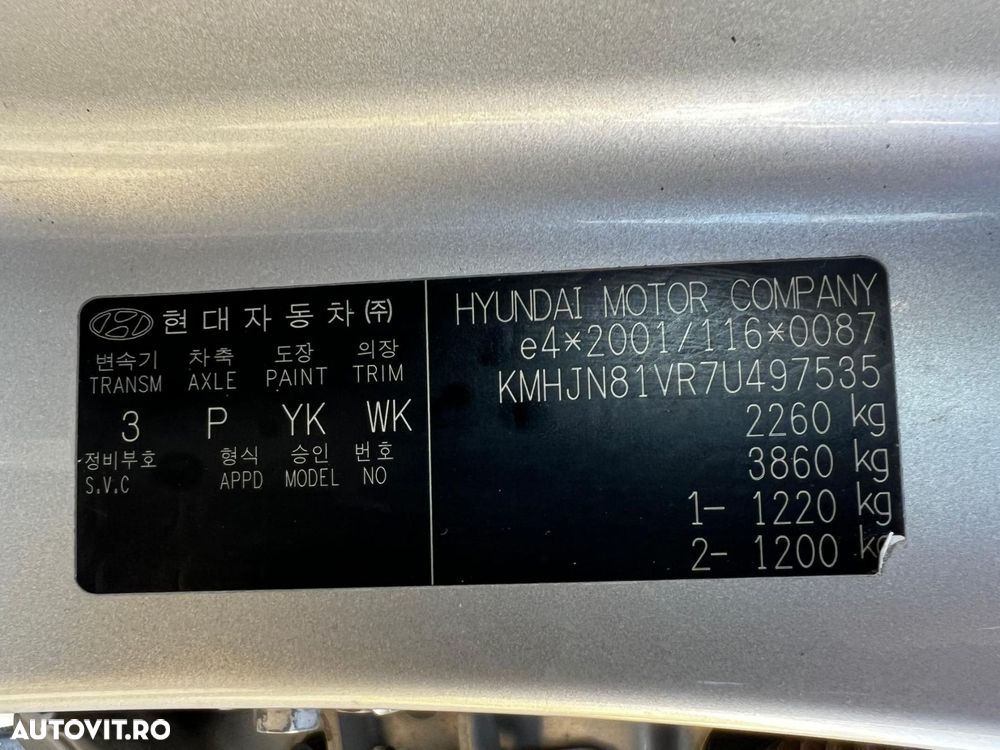 현대자동차(주)
변속기 차축 도장 의장
TRANSM AXLE PAINT TRIM
3 P YK WK
정비부호 형식 승인 번호
S.V.C APPD MODEL NO
HYUNDAI MOTOR COMPANY
e4*2001/116*0087
KMHJN81VR7U497535
2260 kg
3860 kg
1- 1220 kg
2- 1200 kg
AUTOVIT.RO